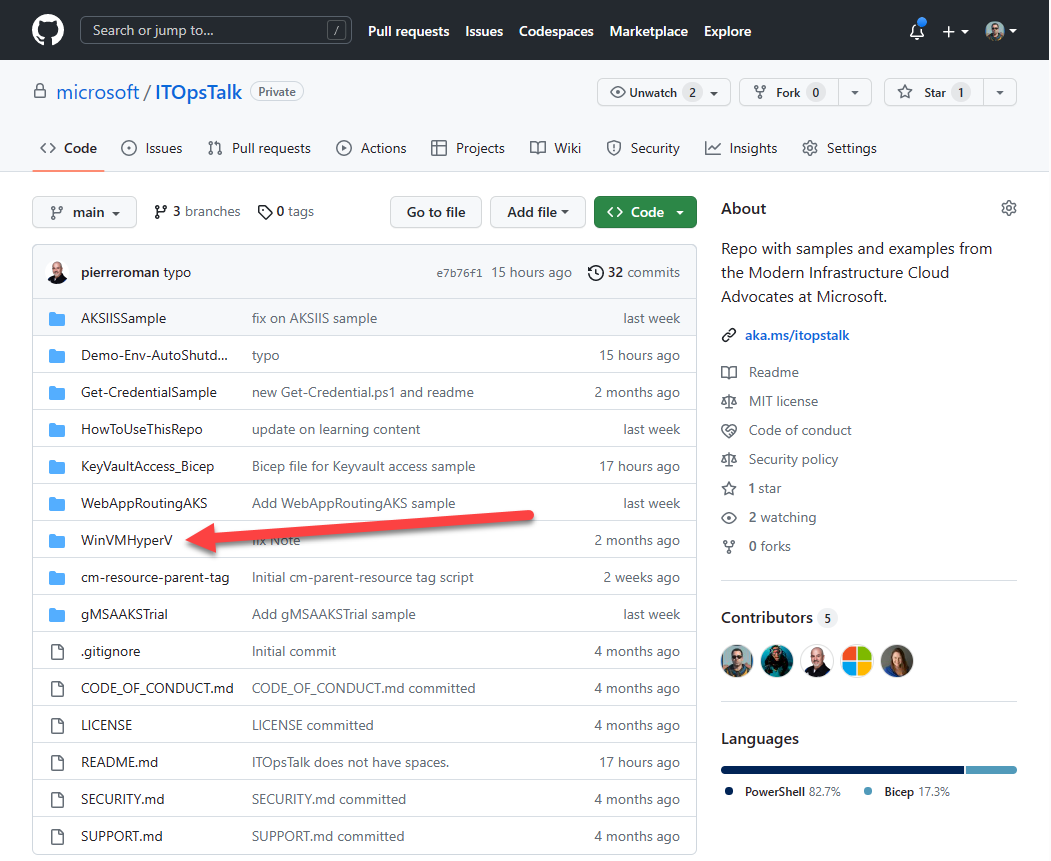 Search or jump to... /
Pull requests Issues Codespaces Marketplace Explore
microsoft / ITOpsTalk Private
Unwatch 2 Fork 0 Star 1
Code Issues Pull requests Actions Projects Wiki Security Insights Settings
main 3 branches 0 tags Go to file Add file Code
pierreroman typo e7b76f1 15 hours ago 32 commits
AKSIISSample fix on AKSIIS sample last week
Demo-Env-AutoShutd... typo 15 hours ago
Get-CredentialSample new Get-Credential.ps1 and readme 2 months ago
HowToUseThisRepo update on learning content last week
KeyVaultAccess_Bicep Bicep file for Keyvault access sample 17 hours ago
WebAppRoutingAKS Add WebAppRoutingAKS sample last week
WinVMHyperV fix Note 2 months ago
cm-resource-parent-tag Initial cm-parent-resource tag script 2 weeks ago
gMSAAKSTrial Add gMSAAKSTrial sample last week
.gitignore Initial commit 4 months ago
CODE_OF_CONDUCT.md CODE_OF_CONDUCT.md committed 4 months ago
LICENSE LICENSE committed 4 months ago
README.md ITOpsTalk does not have spaces. 17 hours ago
SECURITY.md SECURITY.md committed 4 months ago
SUPPORT.md SUPPORT.md committed 4 months ago
About
Repo with samples and examples from
the Modern Infrastructure Cloud
Advocates at Microsoft.
aka.ms/itopstalk
Readme
MIT license
Code of conduct
Security policy
1 star
2 watching
0 forks
Contributors 5
Languages
PowerShell 82.7% Bicep 17.3%